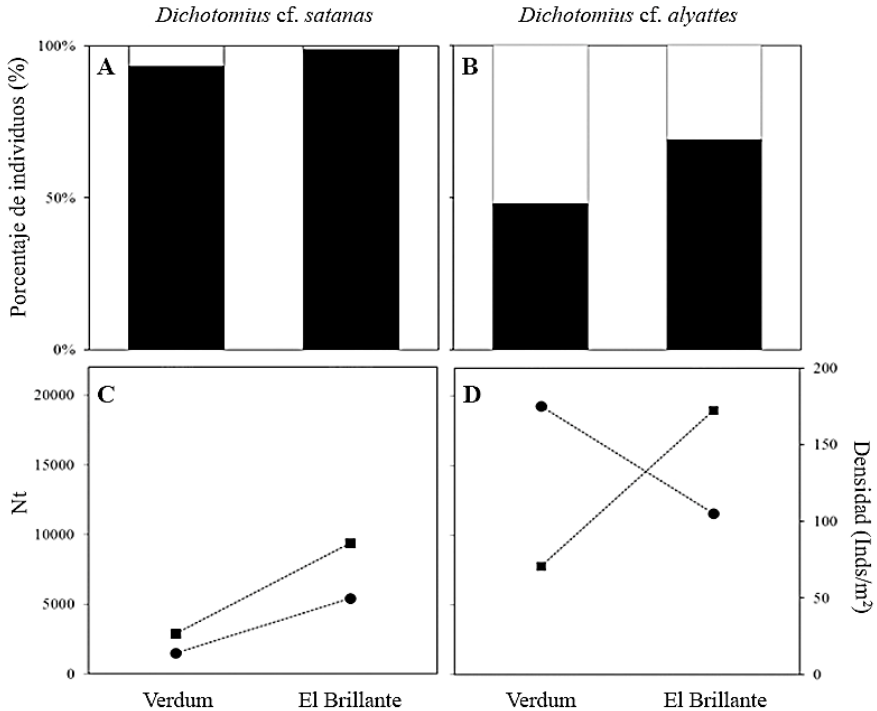 Dichotomius cf. satanas
Dichotomius cf. alyattes
Porcentaje de individuos (%)
100%
50%
0%
A
B
Nt
20000
15000
10000
5000
0
C
D
200
150
100
50
0
Densidad (Inds/m²)
Verdum
El Brillante
Verdum
El Brillante